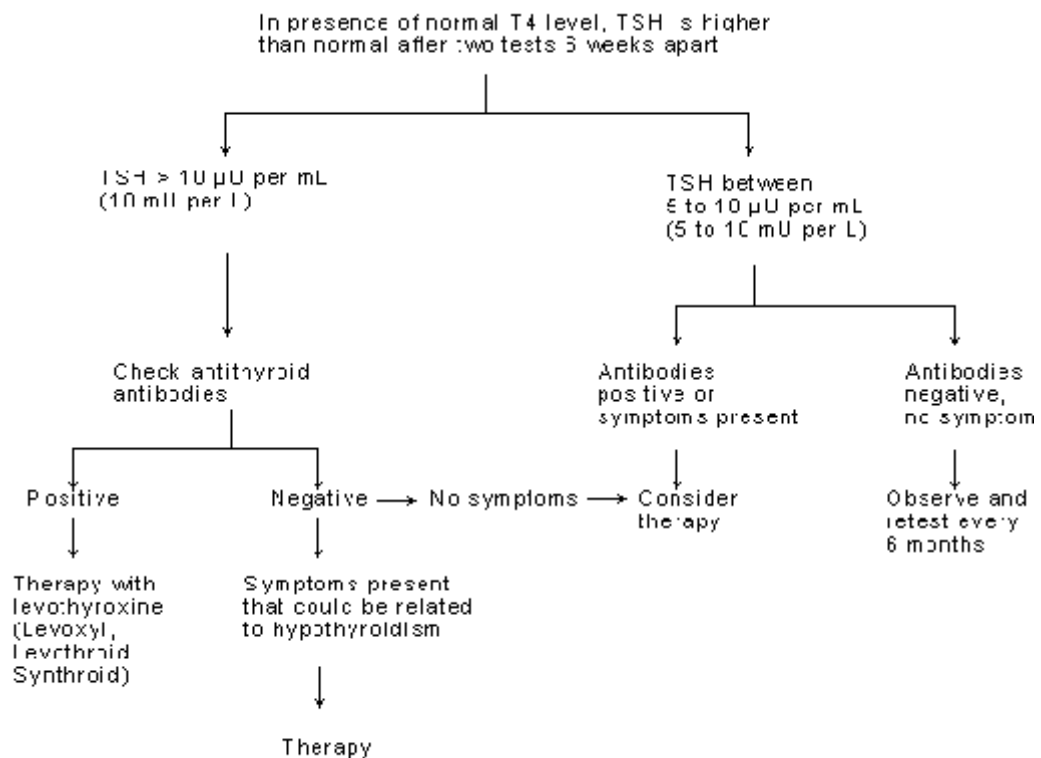 In presence of normal T4 level, TSH is higher
than normal after two tests 6 weeks apart
TSH > 10 µU per mL
(10 mU per L)
TSH between
5 to 10 µU per mL
(5 to 10 mU per L)
Check antithyroid
antibodies
Antibodies
positive or
symptoms present
Antibodies
negative,
no symptom
Positive
Negative
No symptoms
Consider
therapy
Observe and
retest every
6 months
Therapy with
levothyroxine
(Levoxyl,
Levothroid
Synthroid)
Symptoms present
that could be related
to hypothyroidism
Therapy